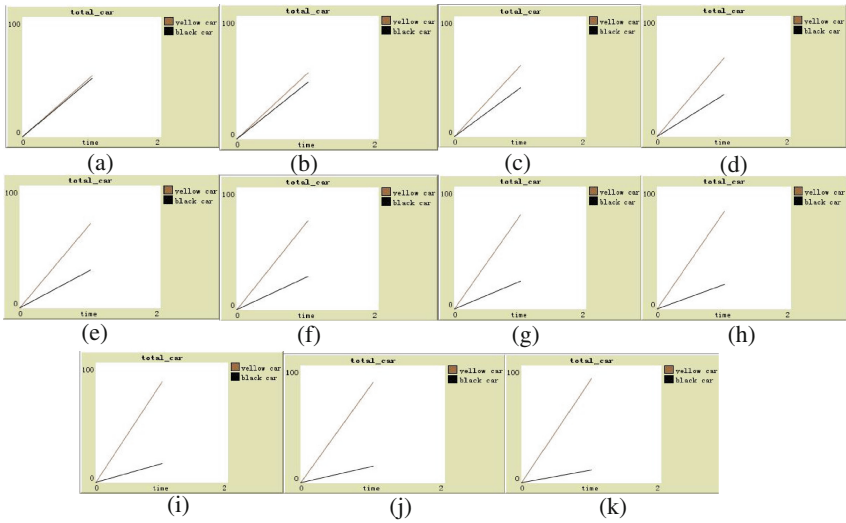 total_car
100
yellow car
black car
0
0 time 2
(a)
total_car
100
yellow car
black car
0
0 time 2
(b)
total_car
100
yellow car
black car
0
0 time 2
(c)
total_car
100
yellow car
black car
0
0 time 2
(d)
total_car
100
yellow car
black car
0
0 time 2
(e)
total_car
100
yellow car
black car
0
0 time 2
(f)
total_car
100
yellow car
black car
0
0 time 2
(g)
total_car
100
yellow car
black car
0
0 time 2
(h)
total_car
100
yellow car
black car
0
0 time 2
(i)
total_car
100
yellow car
black car
0
0 time 2
(j)
total_car
100
yellow car
black car
0
0 time 2
(k)